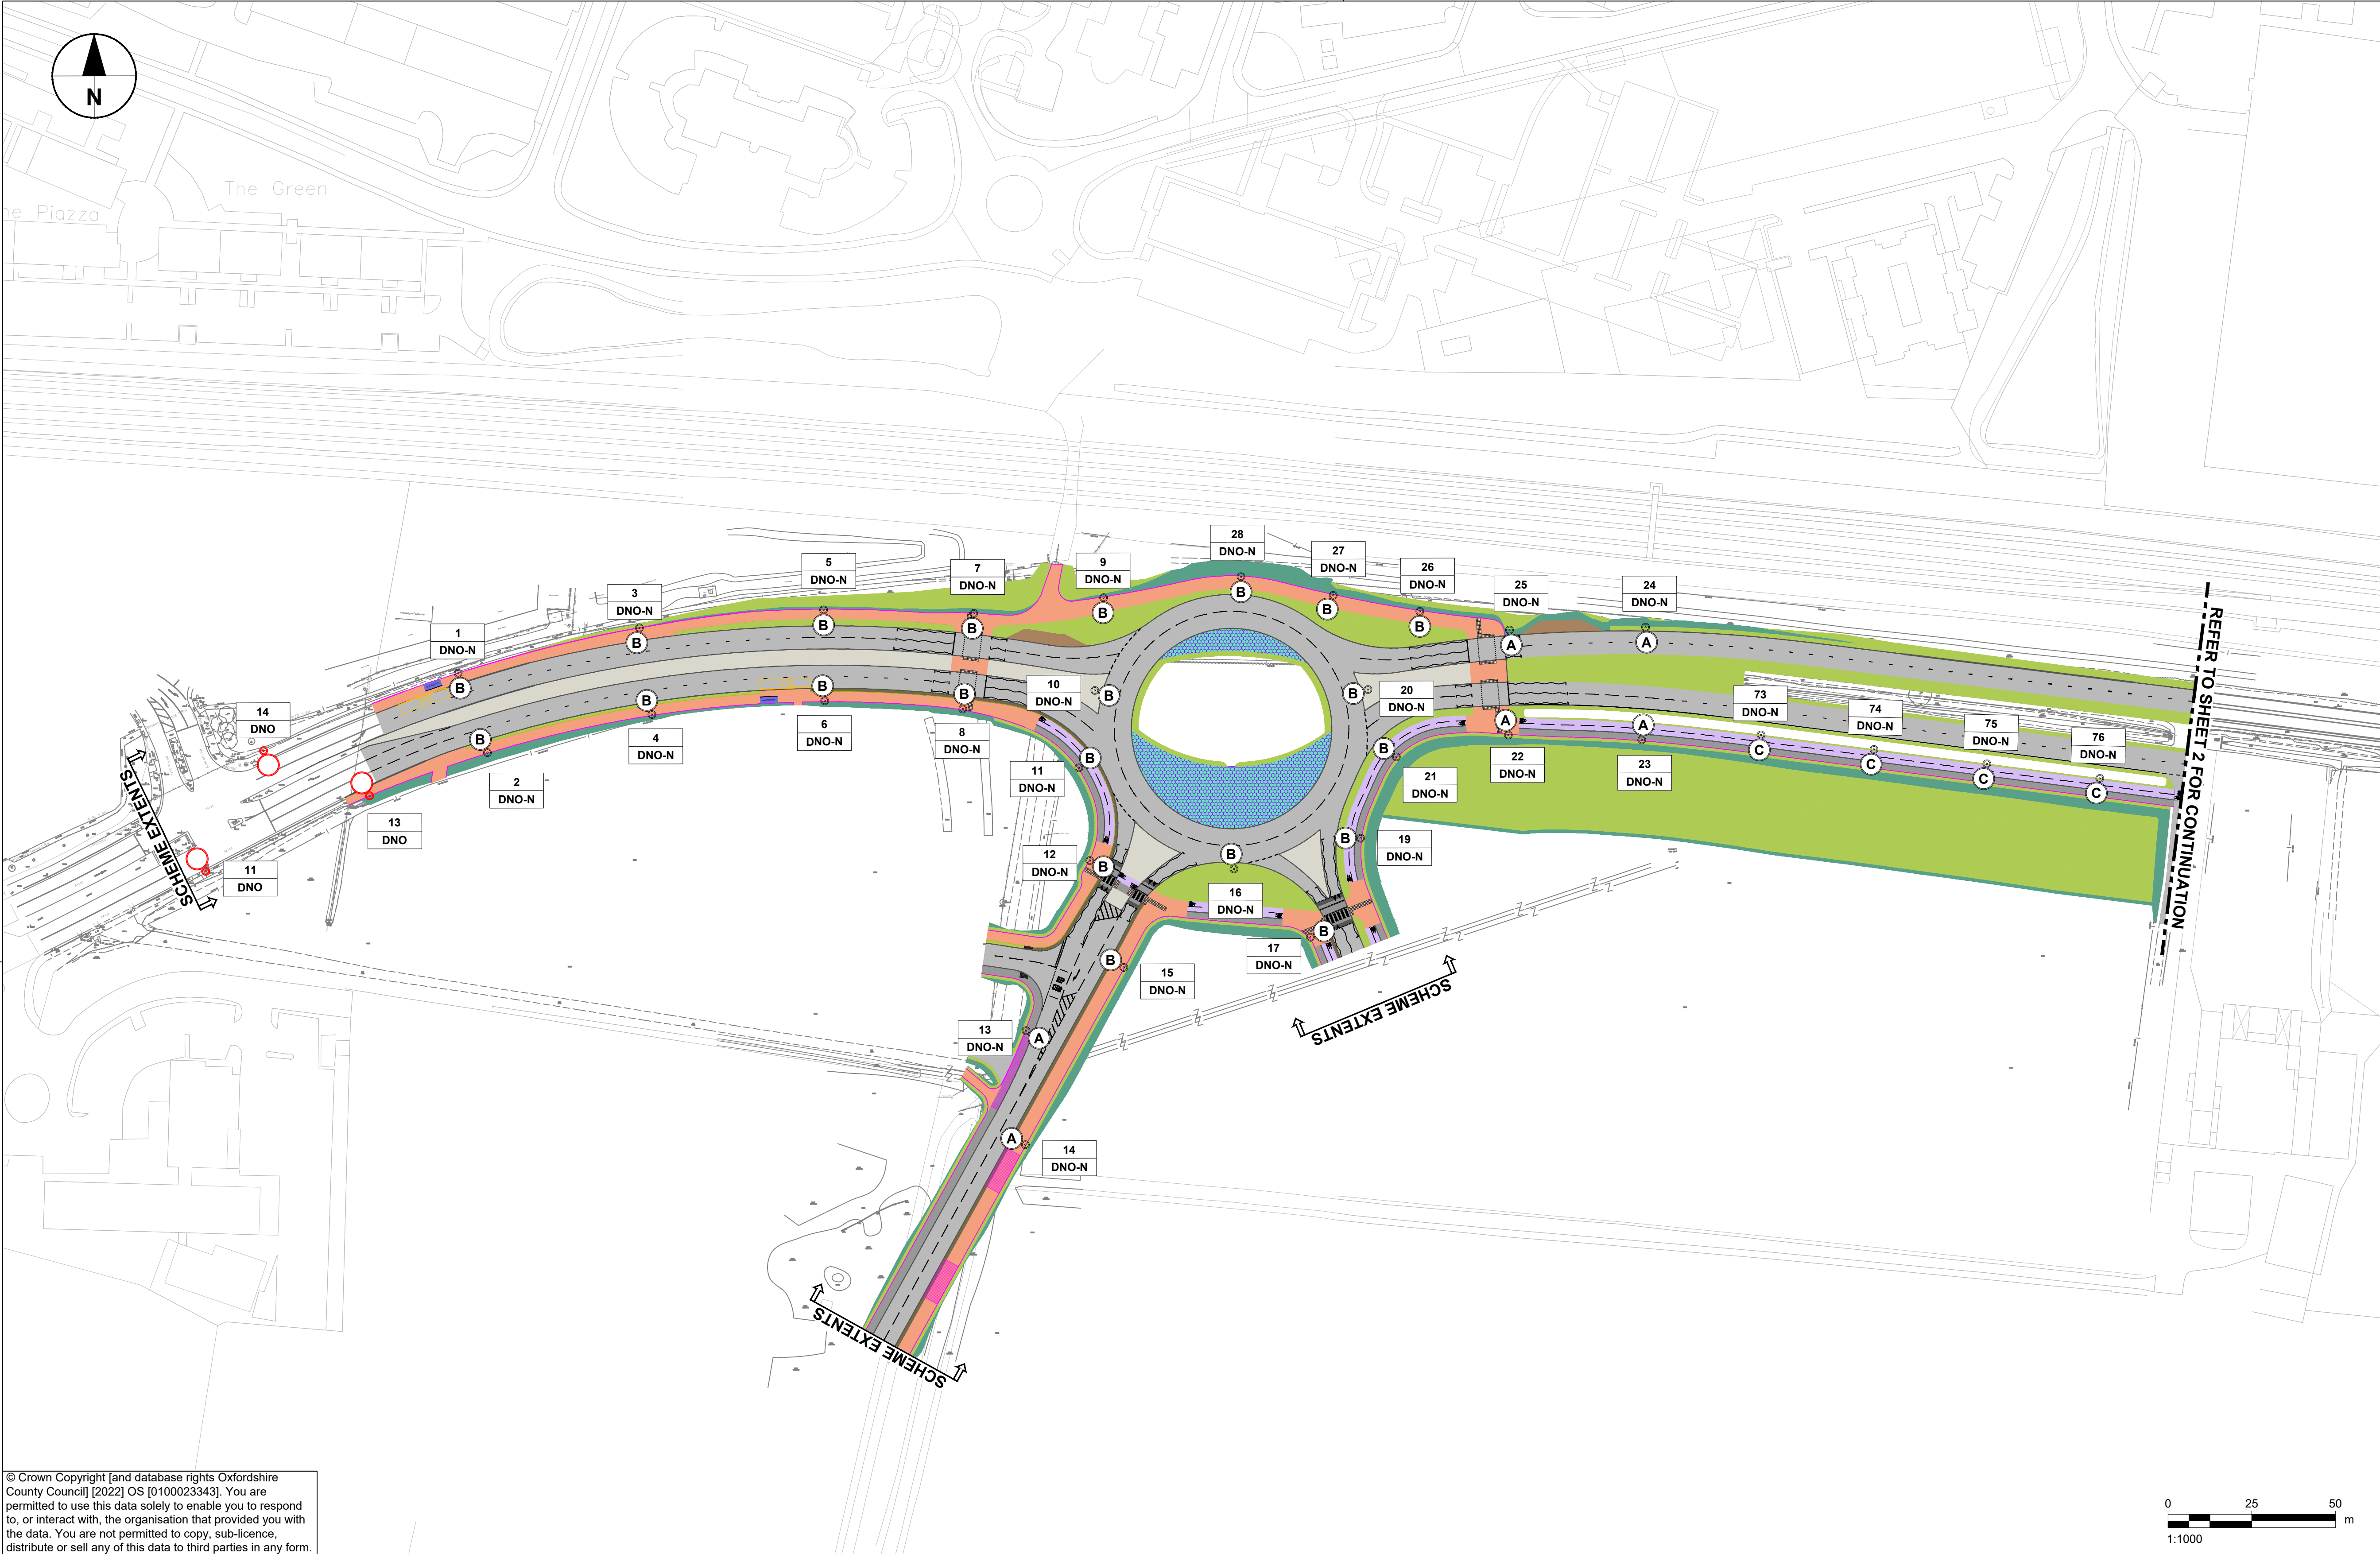 N
The Green
he Piazza
28
DNO-N
27
DNO-N
26
DNO-N
5
DNO-N
7
DNO-N
9
DNO-N
25
DNO-N
24
DNO-N
3
DNO-N
1
DNO-N
B
B
B
B
B
B
B
B
A
A
14
DNO
10
DNO-N
20
DNO-N
73
DNO-N
74
DNO-N
75
DNO-N
76
DNO-N
B
B
B
B
B
B
A
A
C
C
C
C
2
DNO-N
4
DNO-N
6
DNO-N
8
DNO-N
11
DNO-N
B
B
21
DNO-N
22
DNO-N
23
DNO-N
13
DNO
11
DNO
SCHEME EXTENTS
REFER TO SHEET 2 FOR CONTINUATION
12
DNO-N
B
B
B
19
DNO-N
16
DNO-N
17
DNO-N
B
15
DNO-N
B
SCHEME EXTENTS
13
DNO-N
A
14
DNO-N
A
SCHEME EXTENTS
© Crown Copyright [and database rights Oxfordshire
County Council] [2022] OS [0100023343]. You are
permitted to use this data solely to enable you to respond
to, or interact with, the organisation that provided you with
the data. You are not permitted to copy, sub-licence,
distribute or sell any of this data to third parties in any form.
0 25 50
m
1:1000